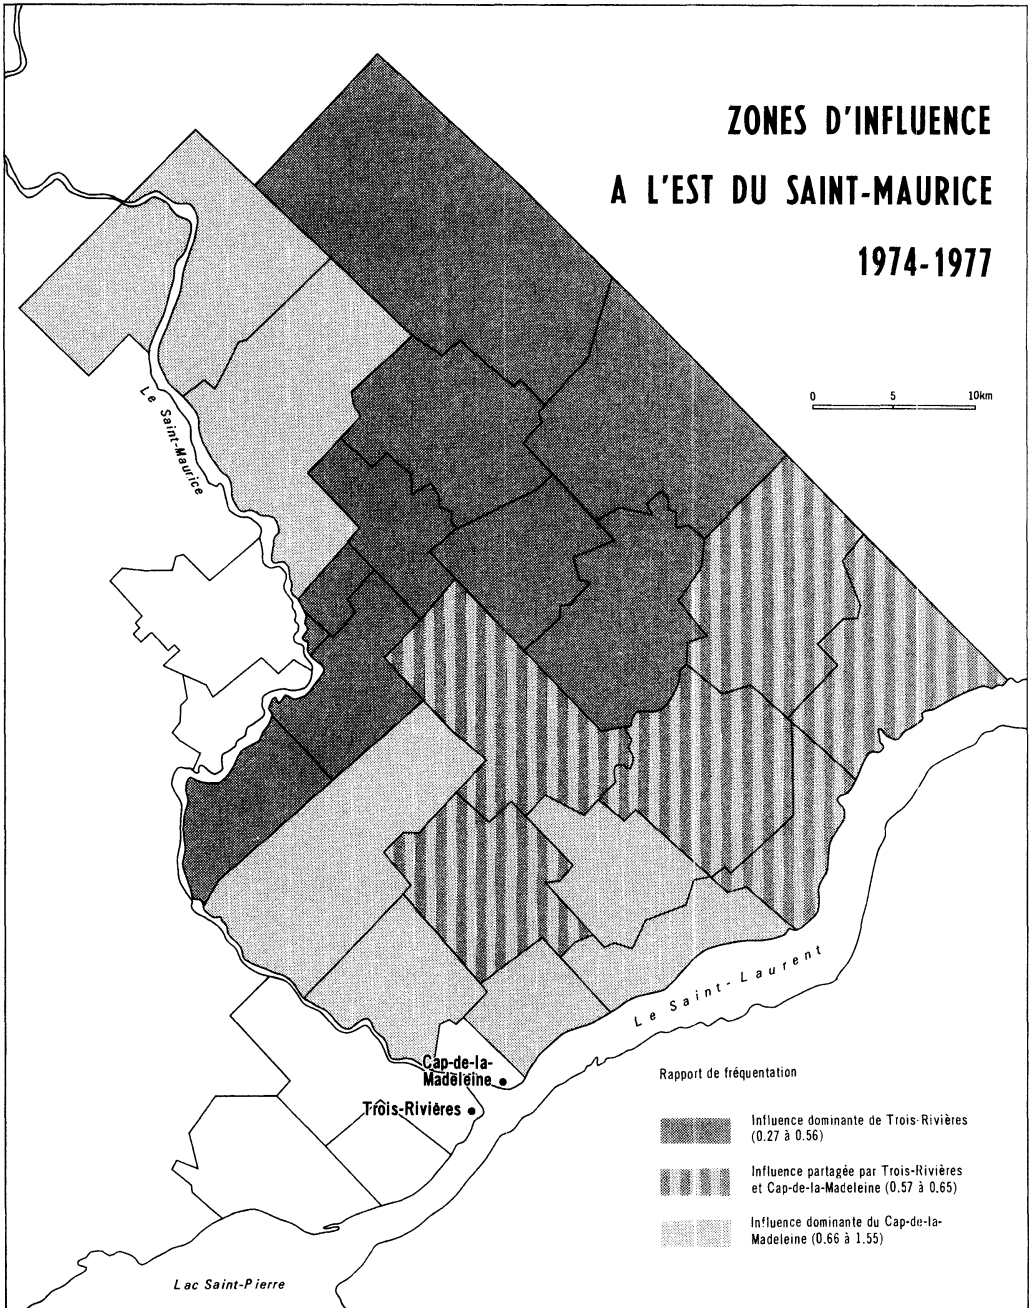 ZONES D'INFLUENCE
A L'EST DU SAINT-MAURICE
1974-1977
0 5 10km
Le Saint-Maurice
Le Saint-Laurent
Cap-de-la-
Madeleine
Trois-Rivières
Lac Saint-Pierre
Rapport de fréquentation
Influence dominante de Trois-Rivières
(0.27 à 0.56)
Influence partagée par Trois-Rivières
et Cap-de-la-Madeleine (0.57 à 0.65)
Influence dominante du Cap-de-la-
Madeleine (0.66 à 1.55)